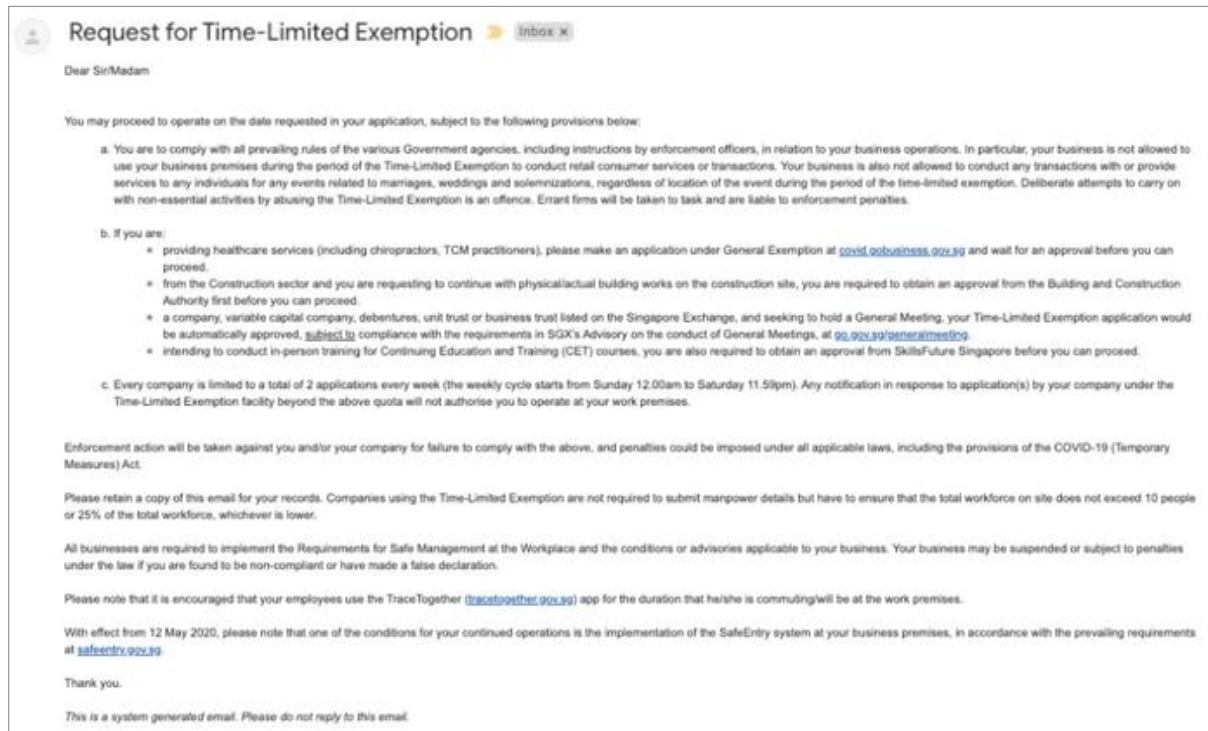 Request for Time-Limited Exemption Inbox x
Dear Sir/Madam
You may proceed to operate on the date requested in your application, subject to the following provisions below:
a. You are to comply with all prevailing rules of the various Government agencies, including instructions by enforcement officers, in relation to your business operations. In particular, your business is not allowed to
use your business premises during the period of the Time-Limited Exemption to conduct retail consumer services or transactions. Your business is also not allowed to conduct any transactions with or provide
services to any individuals for any events related to marriages, weddings and solemnizations, regardless of location of the event during the period of the time-limited exemption. Deliberate attempts to carry on
with non-essential activities by abusing the Time-Limited Exemption is an offence. Errant firms will be taken to task and are liable to enforcement penalties.
b. If you are:
• providing healthcare services (including chiropractors, TCM practitioners), please make an application under General Exemption at covid.gobusiness.gov.sg and wait for an approval before you can
proceed.
• from the Construction sector and you are requesting to continue with physical/actual building works on the construction site, you are required to obtain an approval from the Building and Construction
Authority first before you can proceed.
• a company, variable capital company, debentures, unit trust or business trust listed on the Singapore Exchange, and seeking to hold a General Meeting, your Time-Limited Exemption application would
be automatically approved, subject to compliance with the requirements in SGX's Advisory on the conduct of General Meetings, at go.gov.sg/generalmeeting.
• intending to conduct in-person training for Continuing Education and Training (CET) courses, you are also required to obtain an approval from SkillsFuture Singapore before you can proceed.
c. Every company is limited to a total of 2 applications every week (the weekly cycle starts from Sunday 12.00am to Saturday 11.59pm). Any notification in response to application(s) by your company under the
Time-Limited Exemption facility beyond the above quota will not authorise you to operate at your work premises.
Enforcement action will be taken against you and/or your company for failure to comply with the above, and penalties could be imposed under all applicable laws, including the provisions of the COVID-19 (Temporary
Measures) Act.
Please retain a copy of this email for your records. Companies using the Time-Limited Exemption are not required to submit manpower details but have to ensure that the total workforce on site does not exceed 10 people
or 25% of the total workforce, whichever is lower.
All businesses are required to implement the Requirements for Safe Management at the Workplace and the conditions or advisories applicable to your business. Your business may be suspended or subject to penalties
under the law if you are found to be non-compliant or have made a false declaration.
Please note that it is encouraged that your employees use the TraceTogether (tracetogether.gov.sg) app for the duration that he/she is commuting/will be at the work premises.
With effect from 12 May 2020, please note that one of the conditions for your continued operations is the implementation of the SafeEntry system at your business premises, in accordance with the prevailing requirements
at safeentry.gov.sg.
Thank you.
This is a system generated email. Please do not reply to this email.